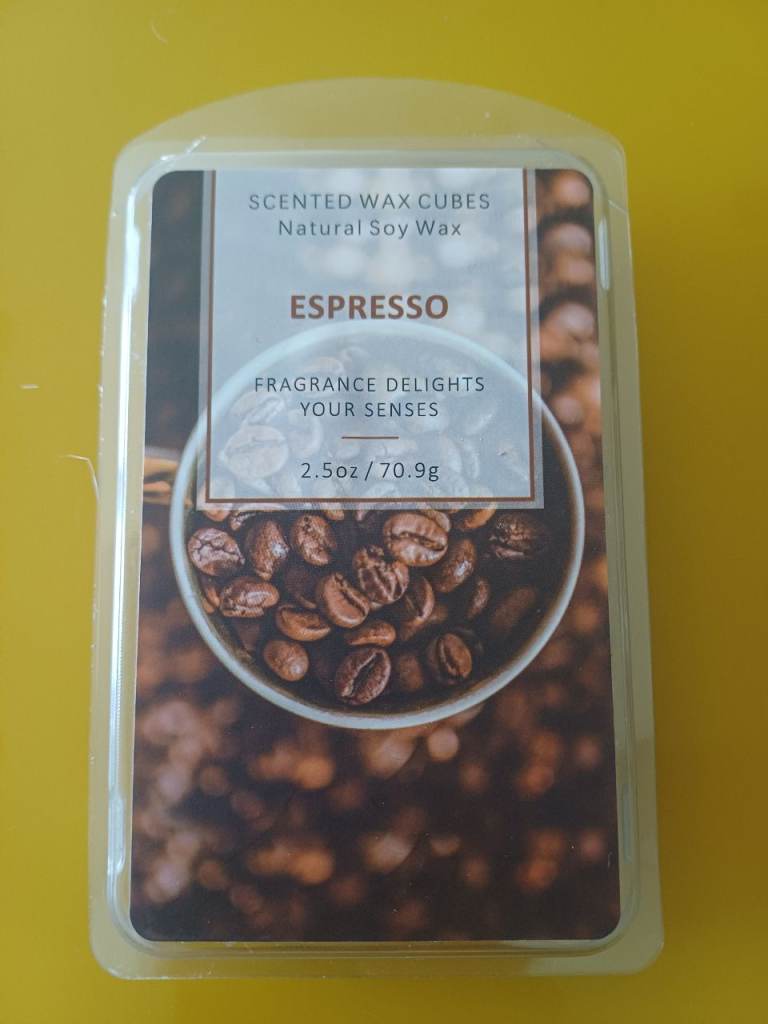 SCENTED WAX CUBES
Natural Soy Wax
ESPRESSO
FRAGRANCE DELIGHTS
YOUR SENSES
2.5oz / 70.9g